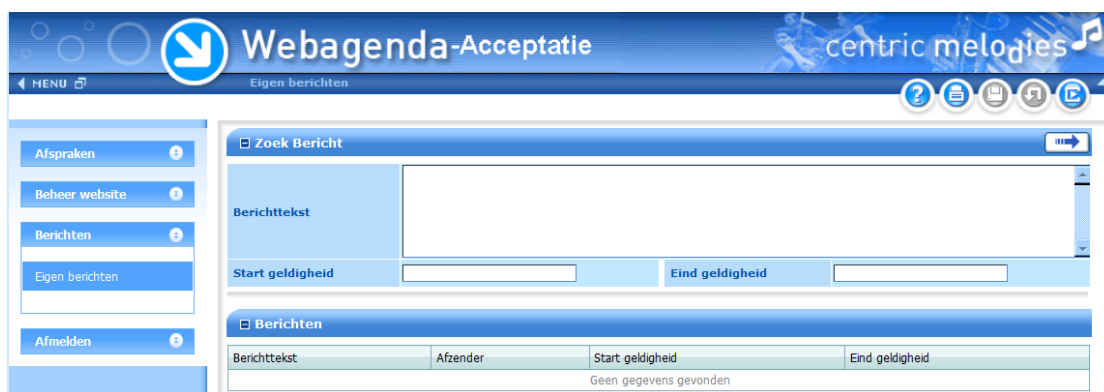 Webagenda-Acceptatie
centric melodies
MENU
Eigen berichten
Afspraken
Beheer website
Berichten
Eigen berichten
Afmelden
Zoek Bericht
Berichttekst
Start geldigheid Eind geldigheid
Berichten
Berichttekst Afzender Start geldigheid Eind geldigheid
Geen gegevens gevonden